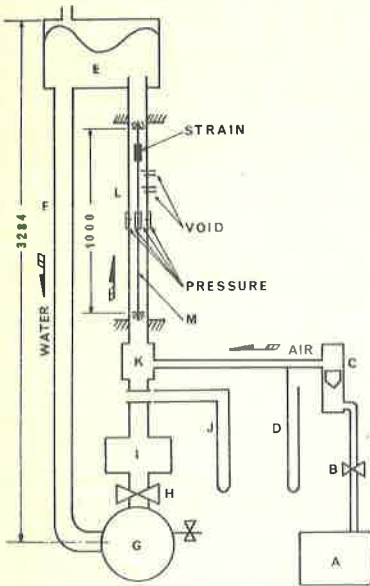 E
STRAIN
F
L
VOID
3284
1000
PRESSURE
WATER
M
AIR
K
C
J
D
B
I
H
G
A